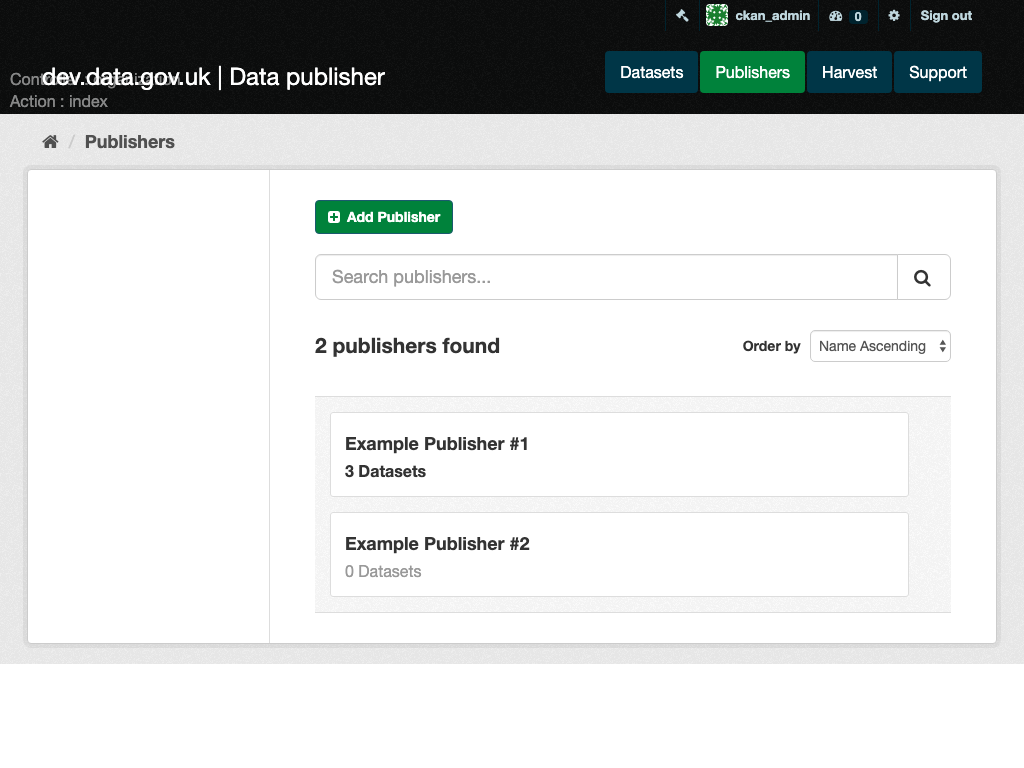 ckan_admin 0 Sign out
dev.data.gov.uk | Data publisher
Datasets Publishers Harvest Support
Action : index
/ Publishers
Add Publisher
Search publishers...
2 publishers found
Order by Name Ascending
Example Publisher #1
3 Datasets
Example Publisher #2
0 Datasets